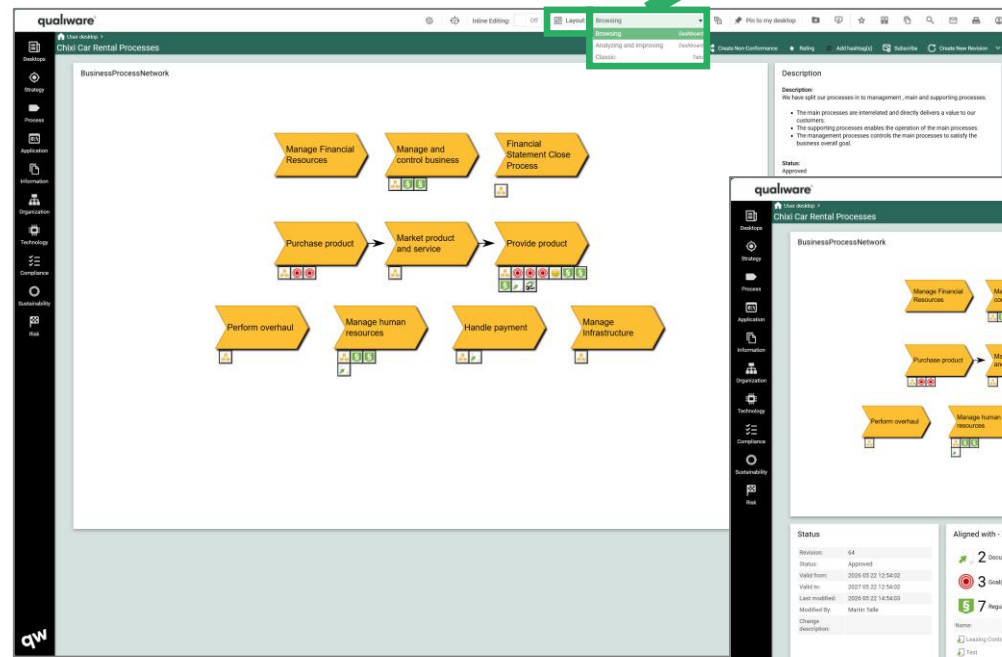 qualiware
Inline Editing: Off
Layout: Browsing
Pin to my desktop
Browsing Dashboard
Analyzing and Improving Dashboard
Classic
User desktop
Chixi Car Rental Processes
Create Non-Conformance
Rating
Add hashtag(s)
Subscribe
Create New Revision
Desktops
Strategy
Process
Application
Information
Organization
Technology
Compliance
Sustainability
Risk
BusinessProcessNetwork
Manage Financial
Resources
Manage and
control business
Financial
Statement Close
Process
Purchase product
Market product
and service
Provide product
Perform overhaul
Manage human
resources
Handle payment
Manage
Infrastructure
Description
Description:
We have split our processes in to management , main and supporting processes.
The main processes are interrelated and directly delivers a value to our
customers.
The supporting processes enables the operation of the main processes.
The management processes controls the main processes to satisfy the
business overall goal.
Status:
Approved
qw
qualiware
User desktop
Chixi Car Rental Processes
Desktops
Strategy
Process
Application
Information
Organization
Technology
Compliance
Sustainability
Risk
BusinessProcessNetwork
Manage Financial
Resources
Purchase product
Perform overhaul
Manage human
resources
Status
Revision: 64
Status: Approved
Valid from: 2026 05 22 12:54:02
Valid to: 2027 05 22 12:54:02
Last modified: 2026 05 22 14:54:03
Modified By: Martin Tølle
Change
description:
Aligned with -
2 Docu
3 Goal(
7 Regul
Name:
Leasing Contr
Test